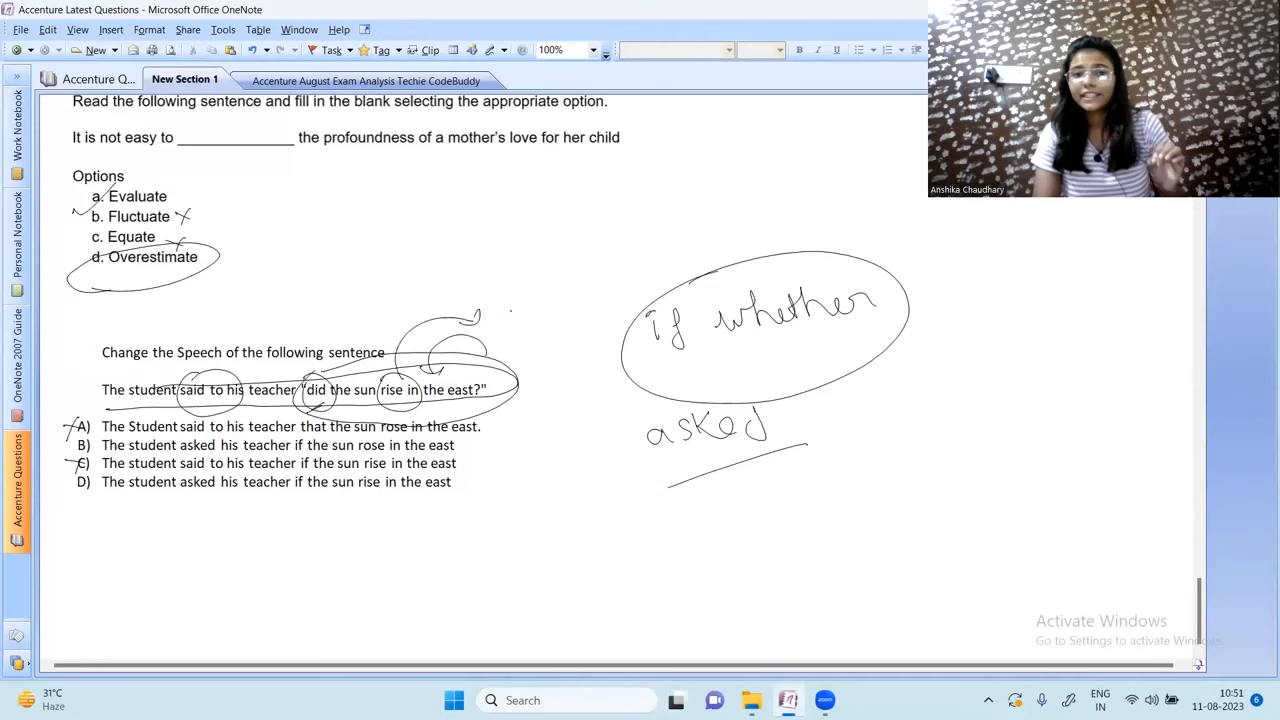 Accenture Latest Questions - Microsoft Office OneNote
File Edit View Insert Format Share Tools Table Window Help
New Task Tag Clip 100% B I U
Accenture Q... New Section 1 Accenture August Exam Analysis Techie CodeBuddy
Work Notebook
Personal Notebook
OneNote 2007 Guide
Accenture Questions
Read the following sentence and fill in the blank selecting the appropriate option.
It is not easy to ______________ the profoundness of a mother's love for her child
Options
a. Evaluate
b. Fluctuate
c. Equate
d. Overestimate
Change the Speech of the following sentence
The student said to his teacher "did the sun rise in the east?"
A) The Student said to his teacher that the sun rose in the east.
B) The student asked his teacher if the sun rose in the east
C) The student said to his teacher if the sun rise in the east
D) The student asked his teacher if the sun rise in the east
if whether
asked
Anshika Chaudhary
Activate Windows
Go to Settings to activate Windows.
31°C
Haze
Search
ENG
IN
10:51
11-08-2023
6